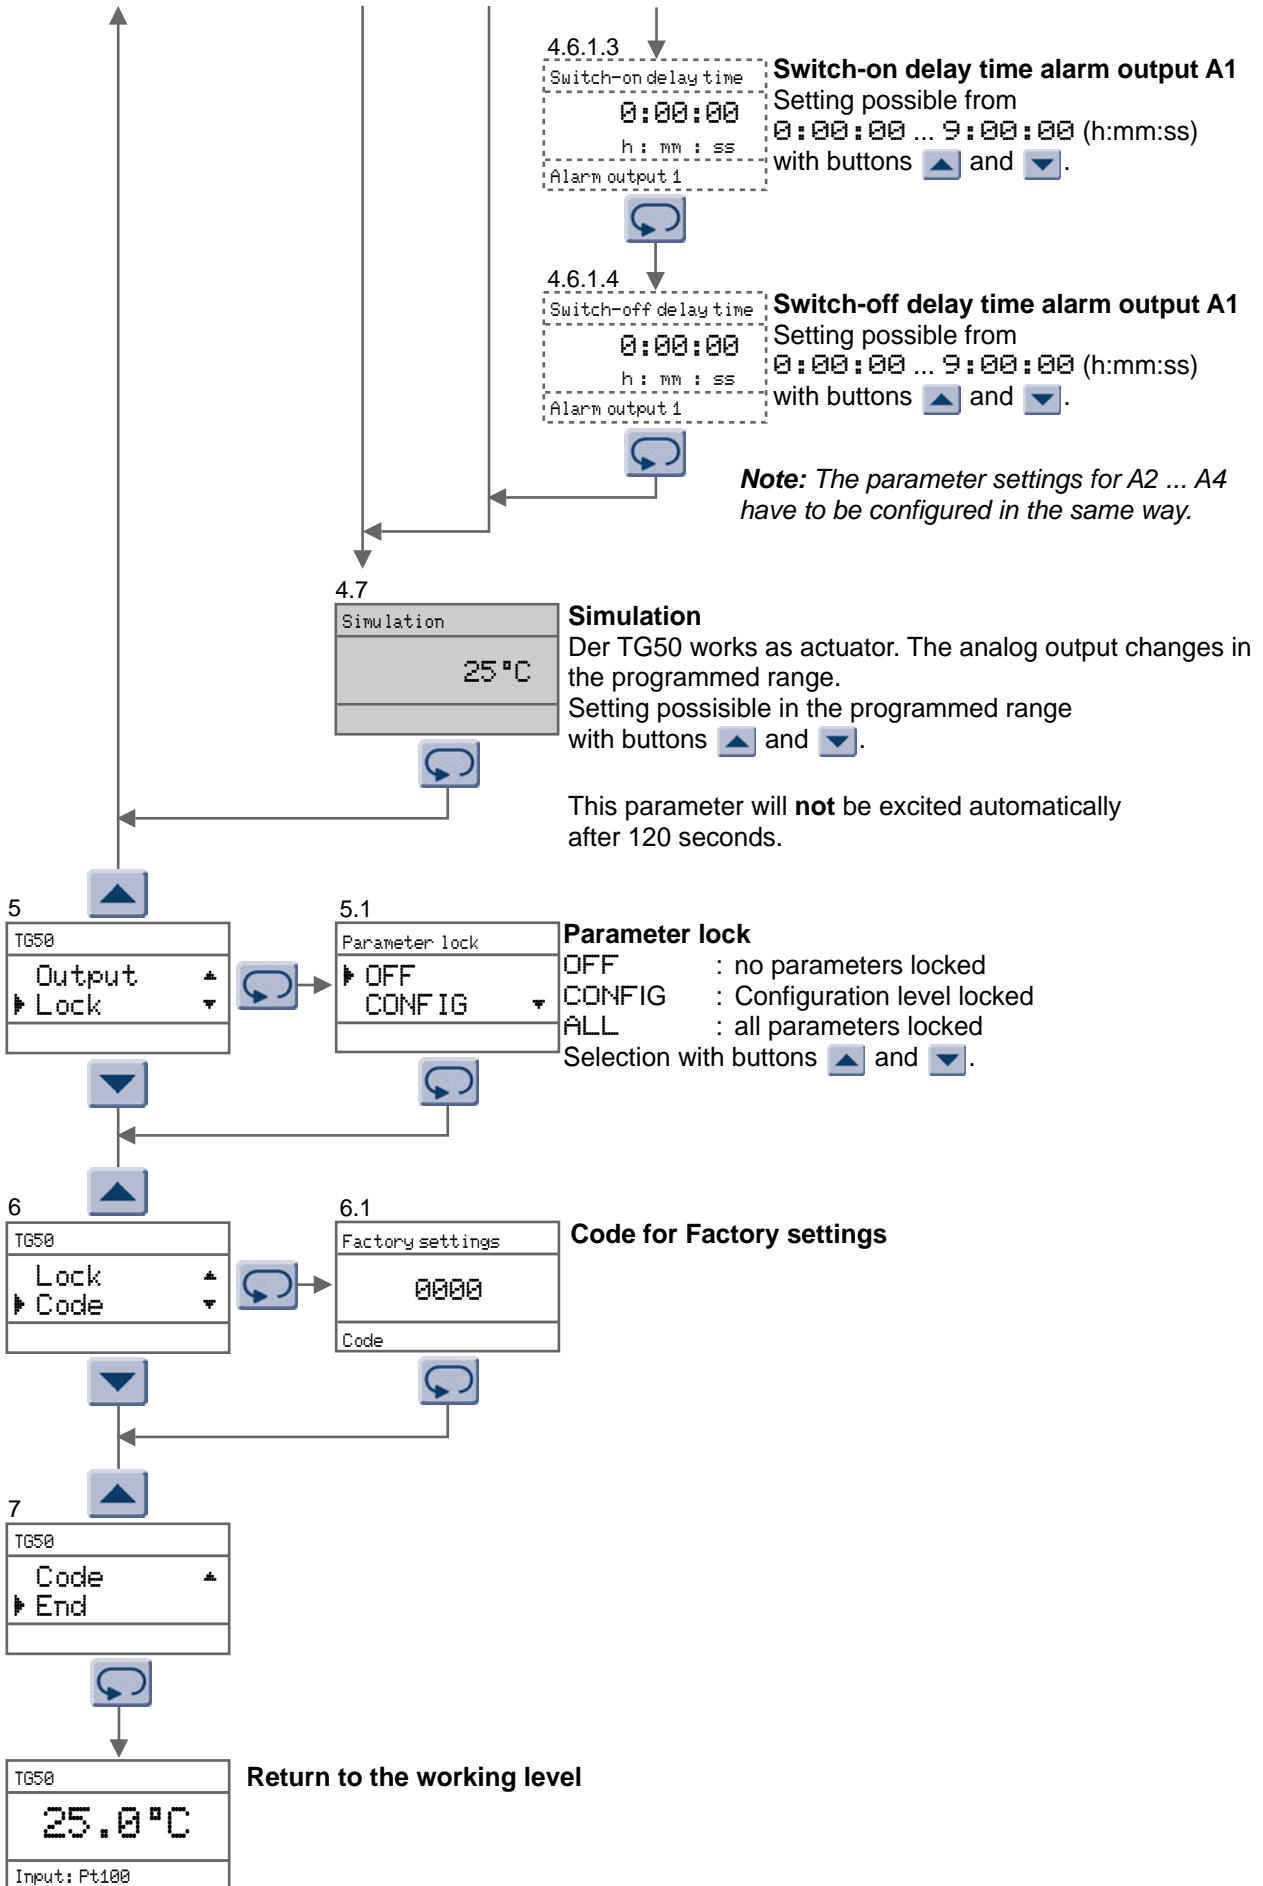 4.6.1.3
Switch-on delay time
0:00:00
h: mm : ss
Alarm output 1
Switch-on delay time alarm output A1
Setting possible from
0:00:00 ... 9:00:00 (h:mm:ss)
with buttons and .
4.6.1.4
Switch-off delay time
0:00:00
h: mm : ss
Alarm output 1
Switch-off delay time alarm output A1
Setting possible from
0:00:00 ... 9:00:00 (h:mm:ss)
with buttons and .
Note: The parameter settings for A2 ... A4
have to be configured in the same way.
4.7
Simulation
25°C
Simulation
Der TG50 works as actuator. The analog output changes in
the programmed range.
Setting possisible in the programmed range
with buttons and .
This parameter will not be excited automatically
after 120 seconds.
5
TG50
Output
Lock
5.1
Parameter lock
OFF
CONFIG
Parameter lock
OFF : no parameters locked
CONFIG : Configuration level locked
ALL : all parameters locked
Selection with buttons and .
6
TG50
Lock
Code
6.1
Factory settings
0000
Code
Code for Factory settings
7
TG50
Code
End
TG50
25.0°C
Input: Pt100
Return to the working level